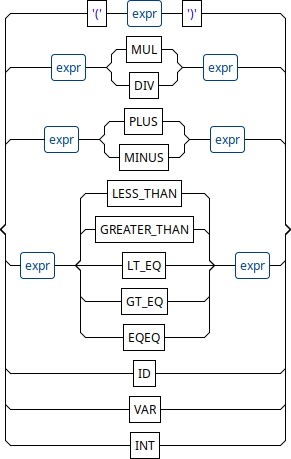 '(' expr ')'
MUL
expr expr
DIV
PLUS
expr expr
MINUS
LESS_THAN
GREATER_THAN
expr LT_EQ expr
GT_EQ
EQEQ
ID
VAR
INT